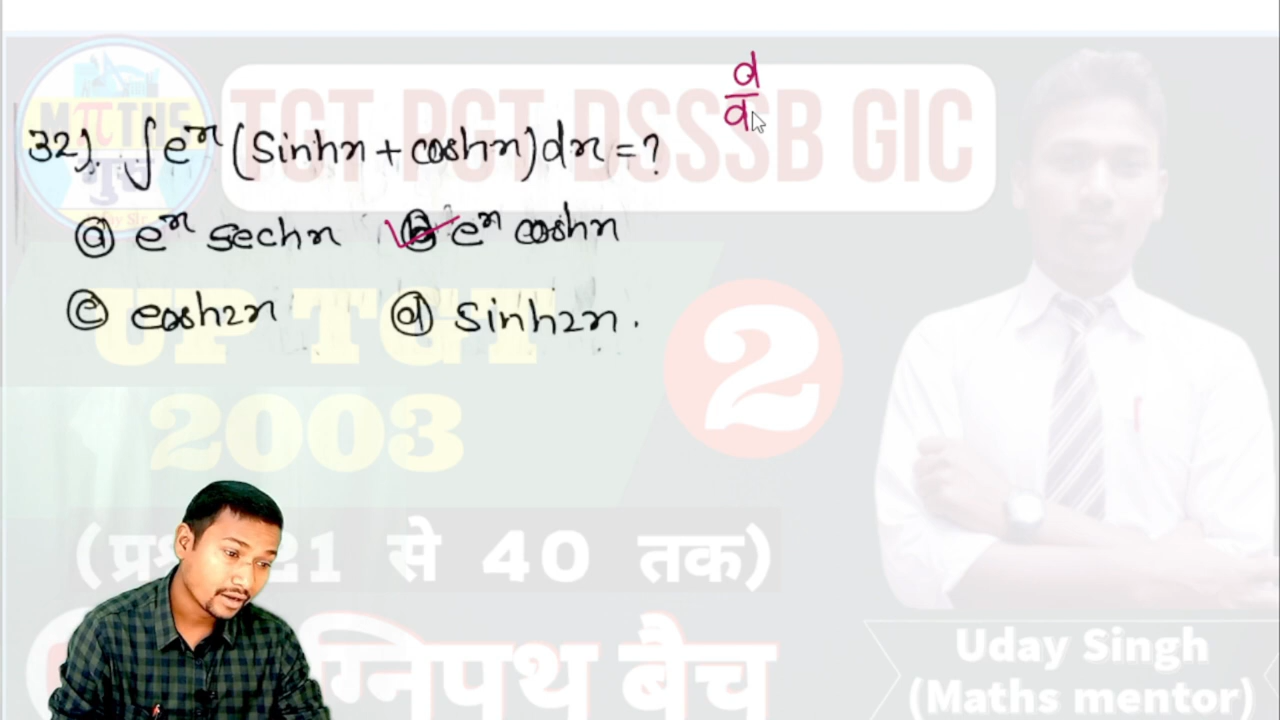 TGT PGT DSSSB GIC
d
d
32). ∫eˣ(Sinhx + coshx)dx = ?
ⓐ eˣ sechx ⓑ eˣ coshx
ⓒ cosh2x ⓓ Sinh2x.
UP TGT
2003
2
21 से 40 तक)
बैच
Uday Singh
(Maths mentor)